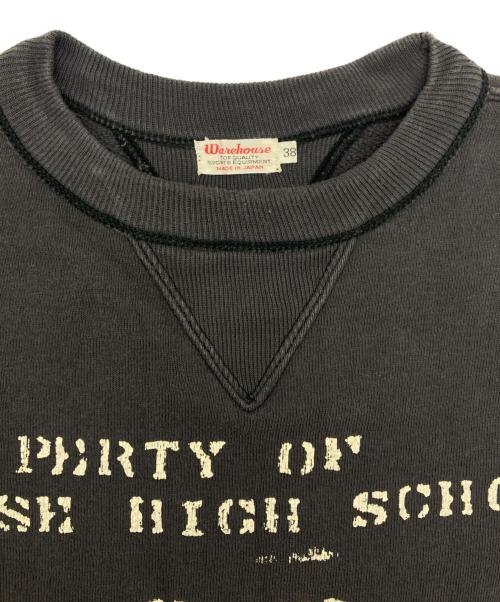 Warehouse
TOP QUALITY
SPORTS EQUIPMENT
MADE IN JAPAN
38
PERTY OF
SE HIGH SCHO